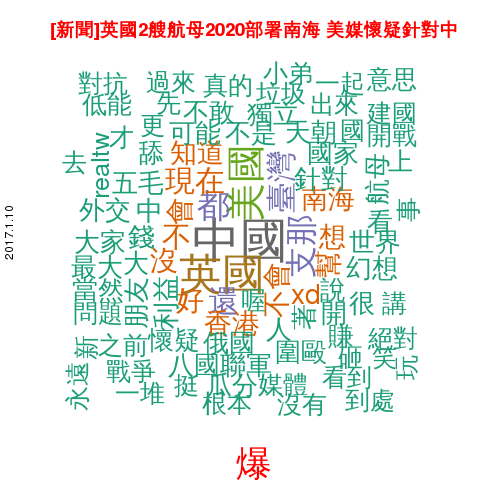 [新聞]英國2艘航母2020部署南海 美媒懷疑針對中
小弟
對抗 過來 真的 一起 意思
垃圾
低能 先 不敢 獨立 出來 建國
更
才 可能 不是 天朝 國 開戰
realtw
舔 知道 美國 國家
去 臺灣 航母 上
五毛 現在 針對
外交 中 會 都 南海 看 事
2017.1.10
大家 錢 不 中國 支那 想 世界
最大 大 沒 英國 不會 幫 幻想
當然 朋友 利益 好 還 喔 xd 說 很 講
問題 香港 人 著 開
新 之前 懷疑 俄國 賺 絕對
圍毆 砸 笑
永遠 戰爭 八國聯軍 看到 玩
一堆 挺 瓜分 媒體
根本 沒有 到處
爆